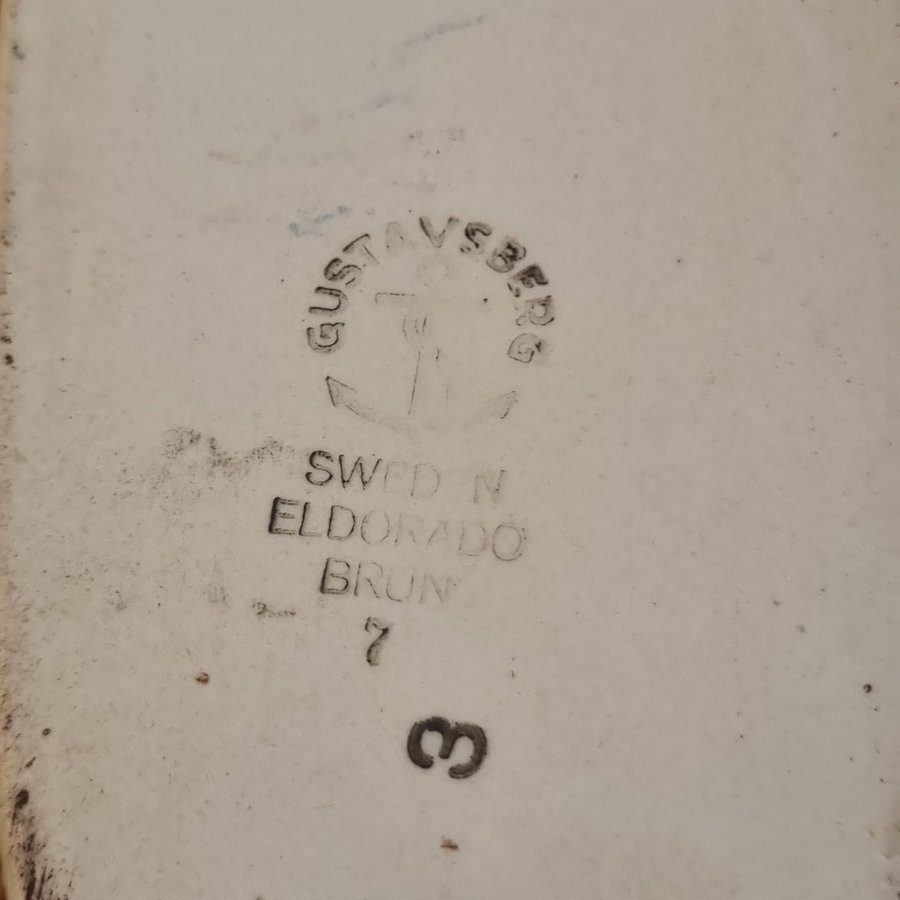 GUSTAVSBERG
SWEDEN
ELDORADO
BRUN
7
3